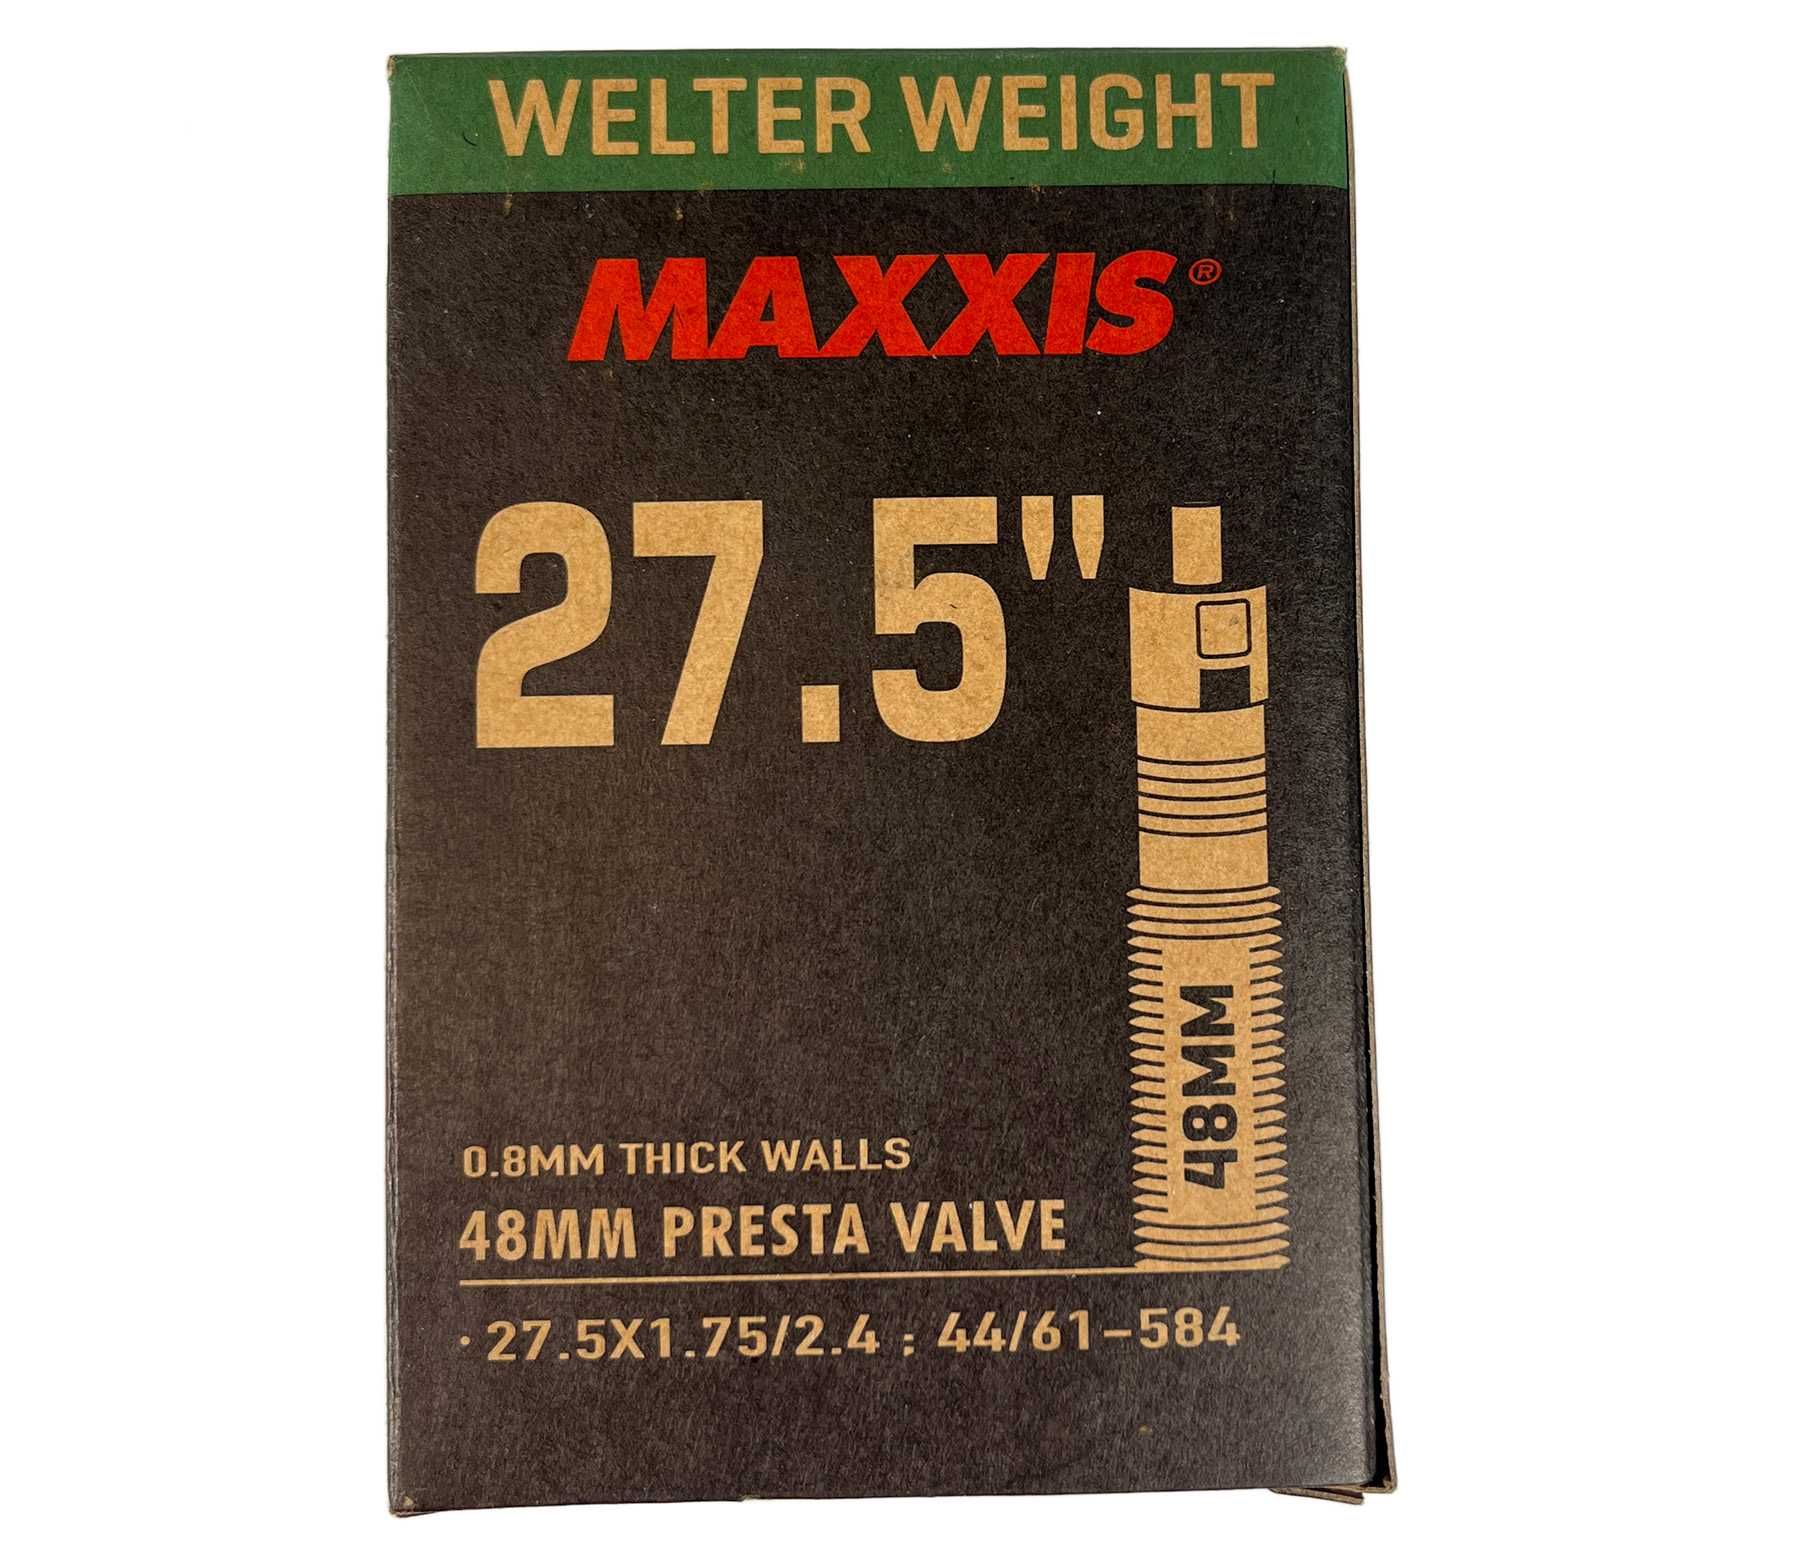 WELTER WEIGHT
MAXXIS®
27.5"
48MM
0.8MM THICK WALLS
48MM PRESTA VALVE
· 27.5X1.75/2.4 ; 44/61-584